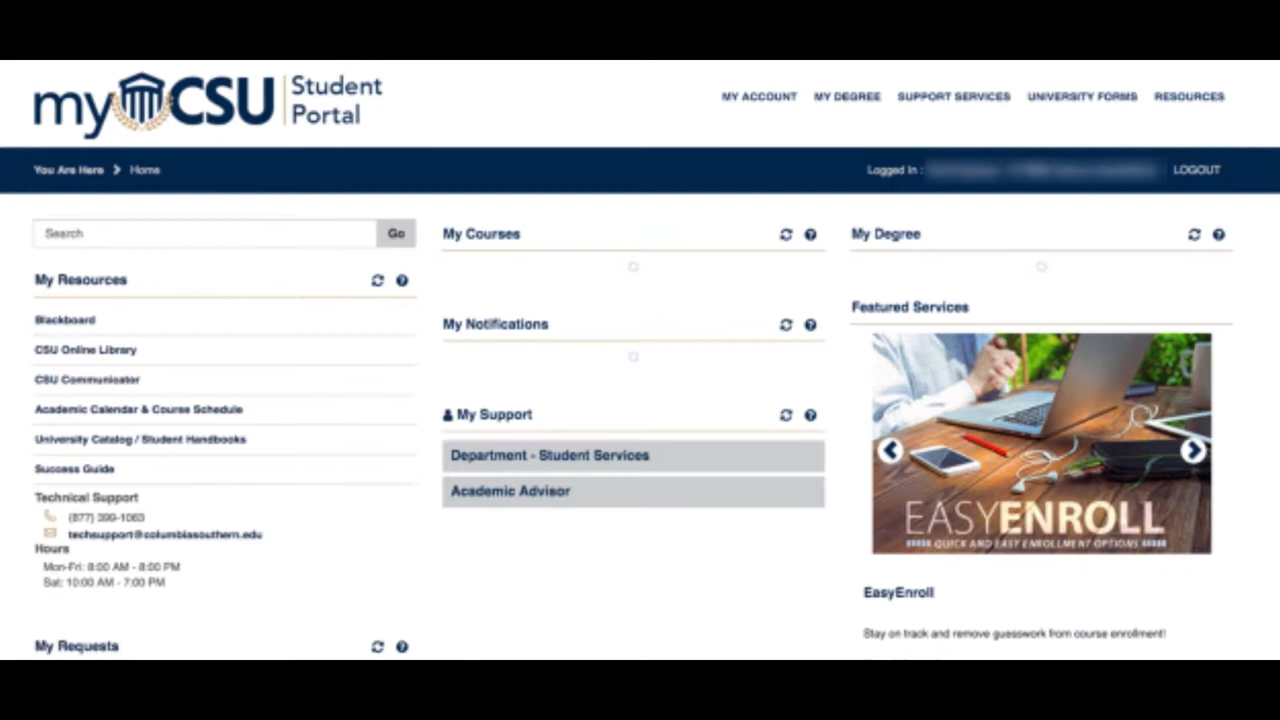 myCSU Student Portal
MY ACCOUNT MY DEGREE SUPPORT SERVICES UNIVERSITY FORMS RESOURCES
You Are Here Home
Logged In : LOGOUT
Search Go
My Resources
Blackboard
CSU Online Library
CSU Communicator
Academic Calendar & Course Schedule
University Catalog / Student Handbooks
Success Guide
Technical Support
(877) 399-1063
techsupport@columbiasouthern.edu
Hours
Mon-Fri: 8:00 AM - 8:00 PM
Sat: 10:00 AM - 7:00 PM
My Requests
My Courses
My Notifications
My Support
Department - Student Services
Academic Advisor
My Degree
Featured Services
EASYENROLL
QUICK AND EASY ENROLLMENT OPTIONS
EasyEnroll
Stay on track and remove guesswork from course enrollment!